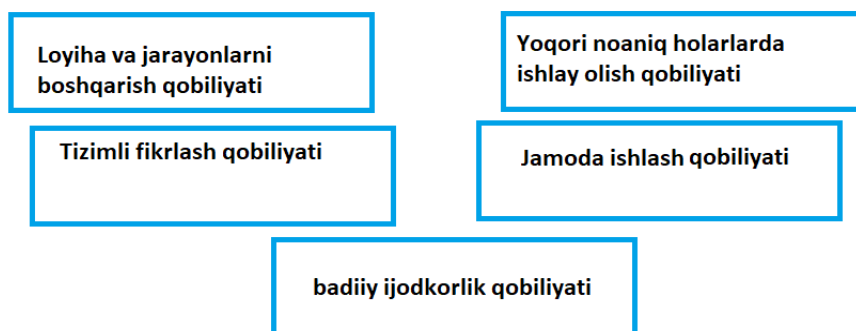 Loyiha va jarayonlarni
boshqarish qobiliyati
Yoqori noaniq holarlarda
ishlay olish qobiliyati
Tizimli fikrlash qobiliyati
Jamoda ishlash qobiliyati
badiiy ijodkorlik qobiliyati